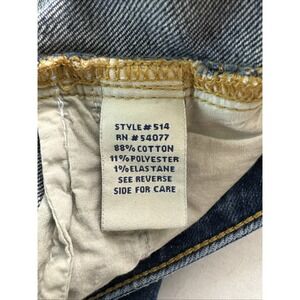 STYLE# 514
RN # 54077
88% COTTON
11% POLYESTER
1% ELASTANE
SEE REVERSE
SIDE FOR CARE